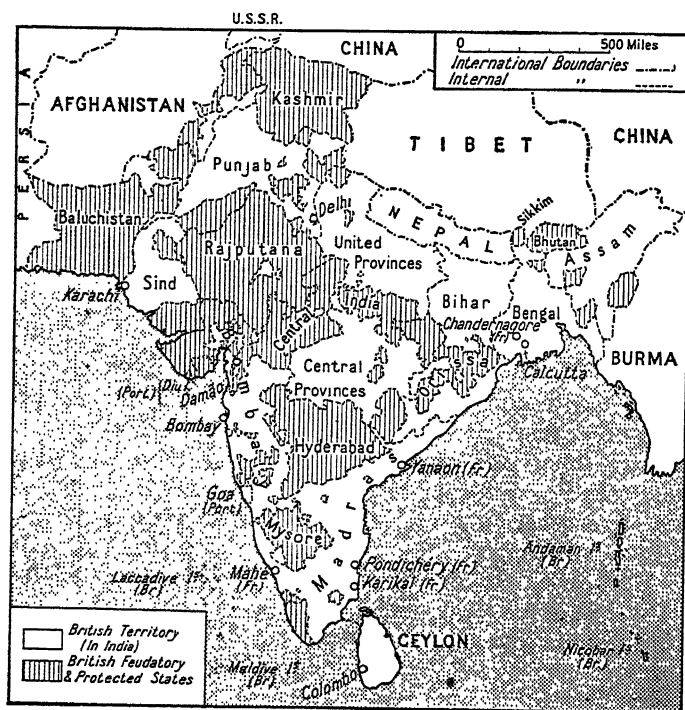 U.S.S.R.
CHINA
0 500 Miles
International Boundaries
Internal „
AFGHANISTAN
Kashmir
PERSIA
TIBET
CHINA
Punjab
Delhi
Baluchistan
NEPAL
Sikkim
Bhutan
Assam
Rajputana
United
Provinces
Sind
Karachi
India
Central
Bihar
Bengal
Chandernagore
(Fr)
Calcutta
BURMA
(Port)
Diu
Damao
Central
Provinces
Orissa
Bombay
Bombay
Hyderabad
Yanaon (Fr.)
Goa
(Port)
Mysore
Madras
Mahe
(Fr.)
Pondichery (Fr)
Karikal (Fr.)
Andaman Iˢ
(Br.)
Laccadive Iˢ
(Br)
CEYLON
Colombo
Maldive Iˢ
(Br)
Nicobar Iˢ
(Br.)
British Territory
(In India)
British Feudatory
& Protected States